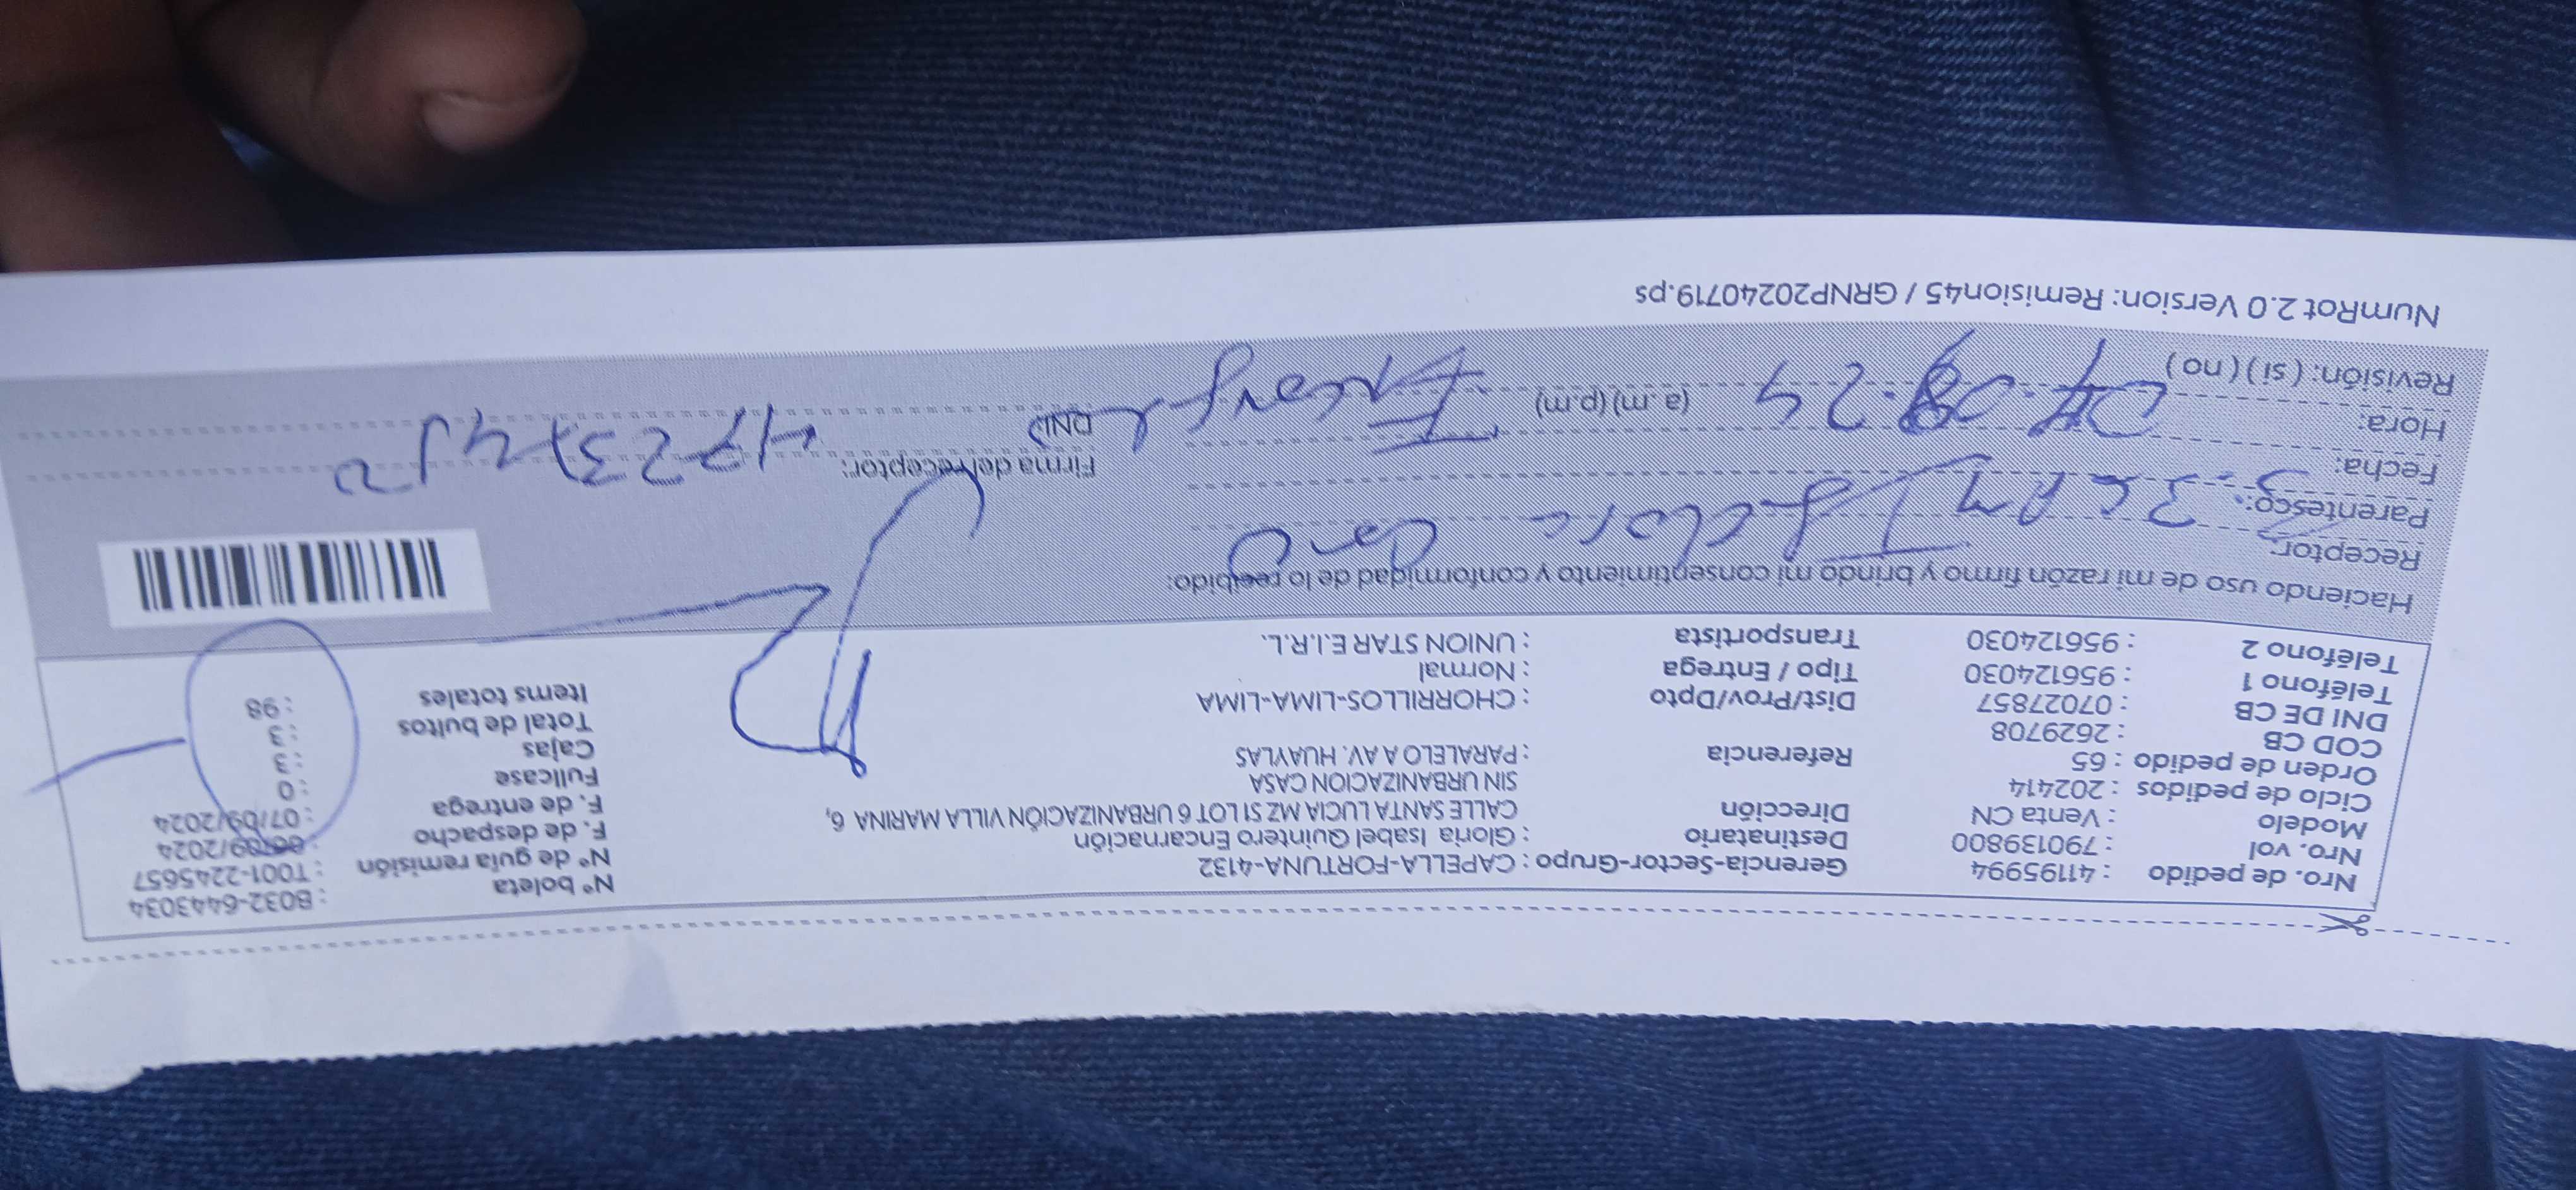 Nro. de pedido : 41195994 Gerencia-Sector-Grupo : CAPELLA-FORTUNA-4132 N° boleta : B032-6443034
Nro. vol : 790139800 Destinatario : Gloria Isabel Quintero Encarnación N° de guía remisión : T001-2245657
Modelo : Venta CN Dirección CALLE SANTA LUCIA MZ S1 LOT 6 URBANIZACIÓN VILLA MARINA 6, F. de despacho : 06/09/2024
Ciclo de pedidos : 202414 SIN URBANIZACION CASA F. de entrega : 07/09/2024
Orden de pedido : 65 Referencia : PARALELO A AV. HUAYLAS Fullcase : 0
COD CB : 2629708 Cajas : 3
DNI DE CB : 07027857 Dist/Prov/Dpto : CHORRILLOS-LIMA-LIMA Total de bultos : 3
Teléfono 1 : 956124030 Tipo / Entrega : Normal Items totales : 98
Teléfono 2 : 956124030 Transportista : UNION STAR E.I.R.L.
Haciendo uso de mi razón firmo y brindo mi consentimiento y conformidad de lo recibido:
Receptor:
Parentesco:
Fecha: Firma del receptor:
Hora: (a.m) (p.m) DNI
Revisión: ( si ) ( no )
NumRot 2.0 Version: Remision45 / GRNP20240719.ps